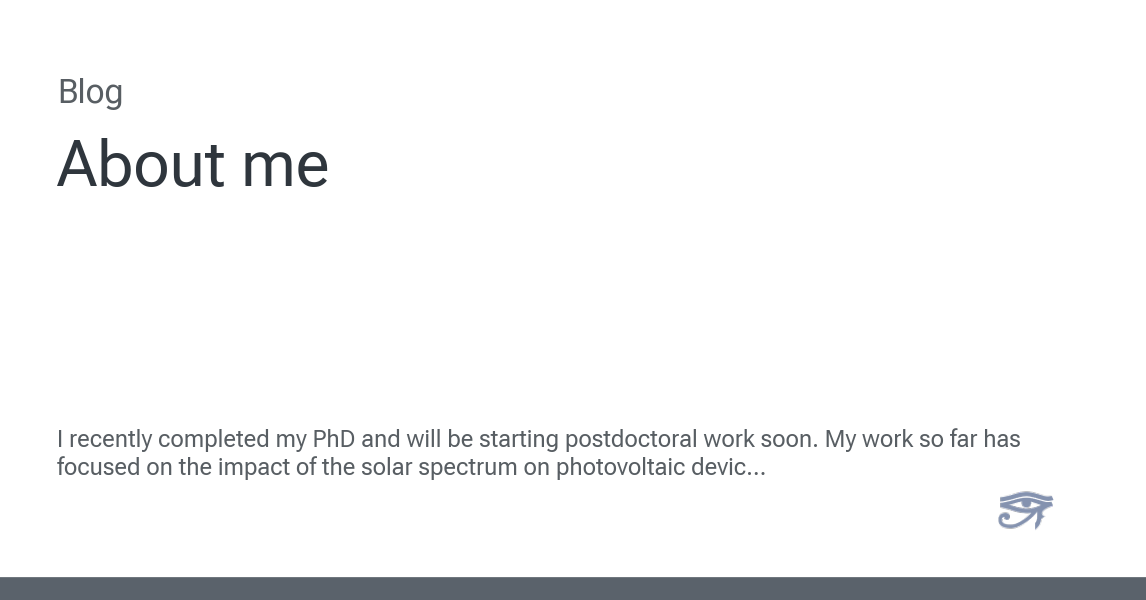 Blog
About me
I recently completed my PhD and will be starting postdoctoral work soon. My work so far has
focused on the impact of the solar spectrum on photovoltaic devic...